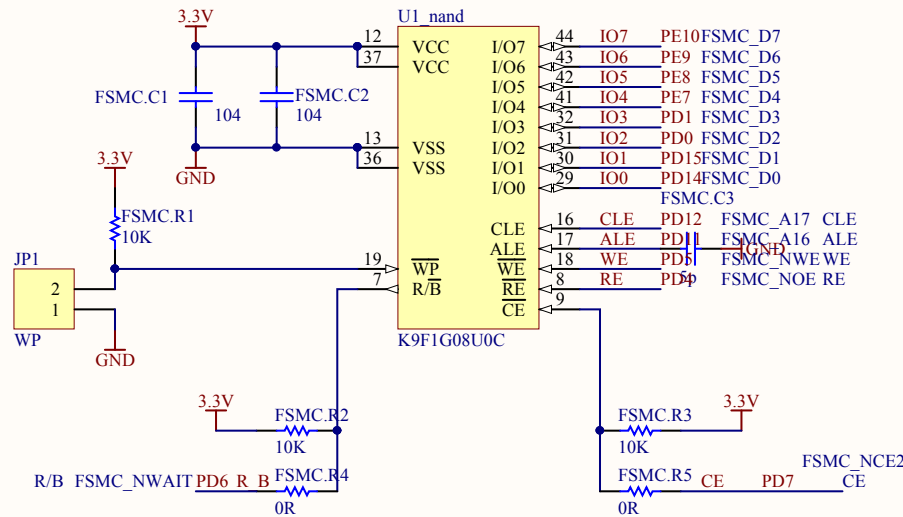 U1_nand
3.3V
12 VCC I/O7 44 IO7 PE10 FSMC_D7
37 VCC I/O6 43 IO6 PE9 FSMC_D6
I/O5 42 IO5 PE8 FSMC_D5
FSMC.C1 FSMC.C2 I/O4 41 IO4 PE7 FSMC_D4
104 104 I/O3 32 IO3 PD1 FSMC_D3
13 VSS I/O2 31 IO2 PD0 FSMC_D2
36 VSS I/O1 30 IO1 PD15 FSMC_D1
GND I/O0 29 IO0 PD14 FSMC_D0
3.3V
FSMC.C3
FSMC.R1
10K
CLE 16 CLE PD12 FSMC_A17 CLE
ALE 17 ALE PD11 FSMC_A16 ALE
GND
JP1
19 WP WE 18 WE PD5 FSMC_NWE WE
5p
2 7 R/B RE 8 RE PD4 FSMC_NOE RE
1 CE 9
WP
GND
K9F1G08U0C
3.3V FSMC.R2 FSMC.R3 3.3V
10K 10K
R/B FSMC_NWAIT PD6 R_B FSMC.R4 FSMC.R5 CE PD7 FSMC_NCE2 CE
0R 0R